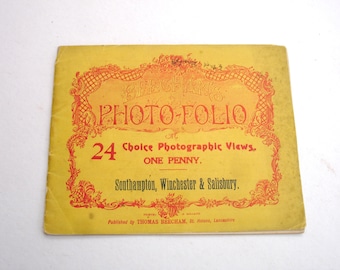 PHOTO-FOLIO
24 Choice Photographic Views,
ONE PENNY.
Southampton, Winchester & Salisbury.
Published by THOMAS BEECHAM, St. Helens, Lancashire